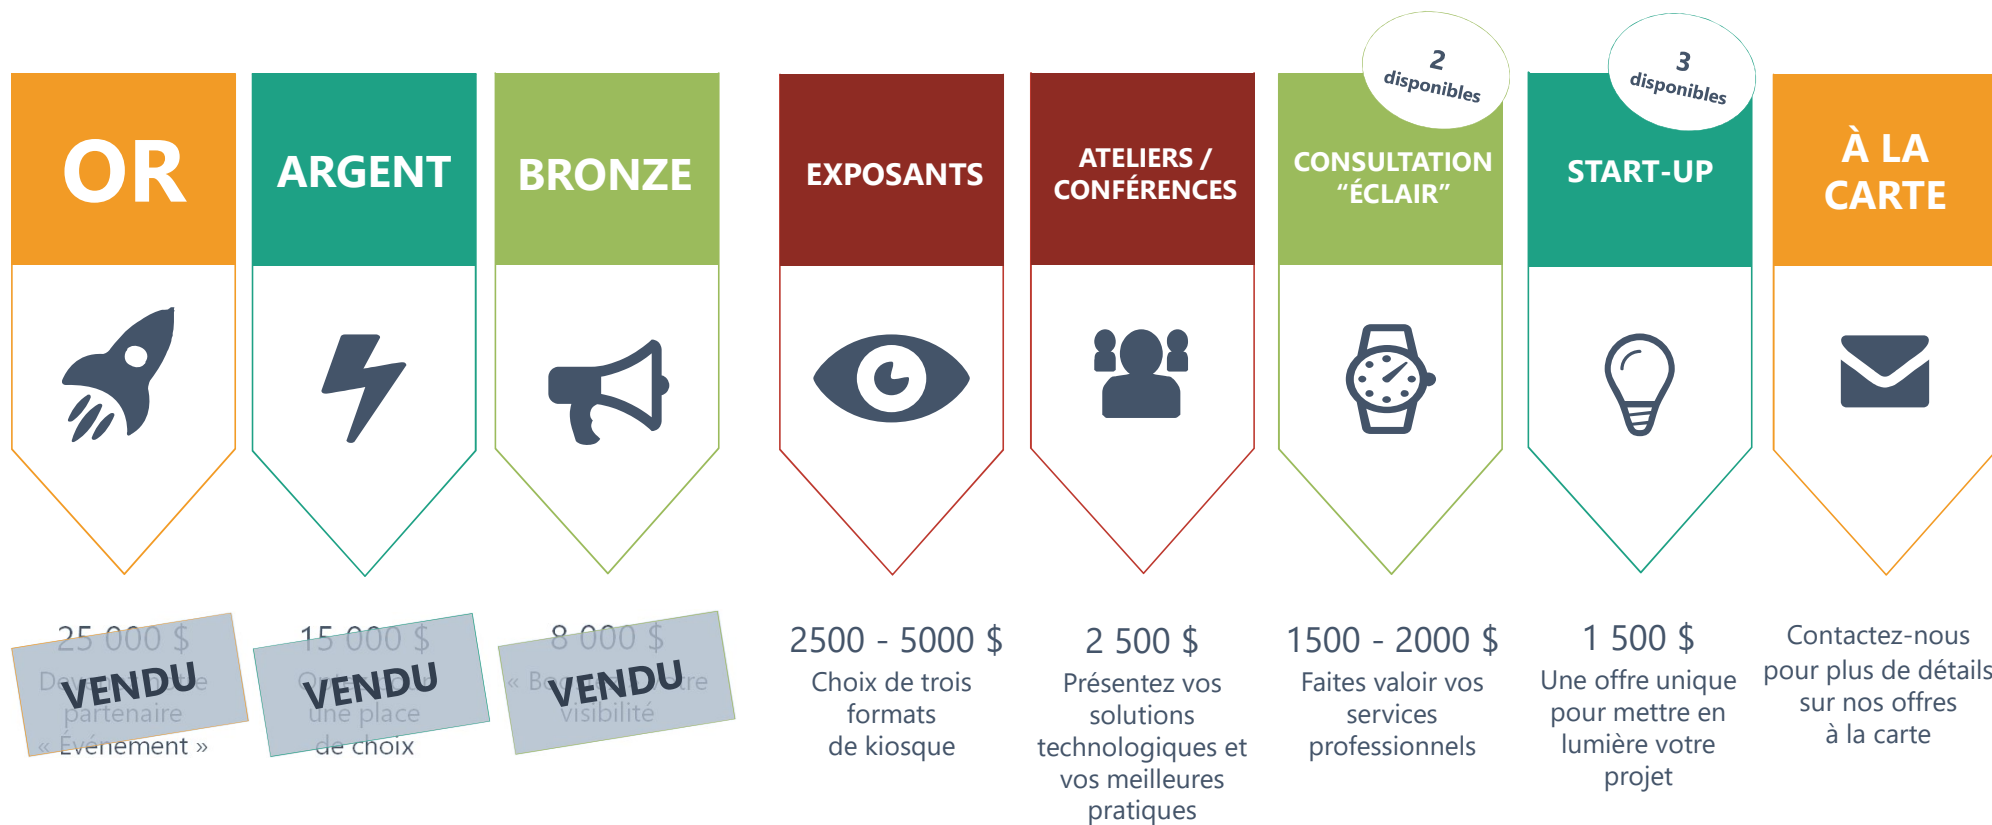 OR
25 000 $
VENDU
partenaire
« Événement »
ARGENT
15 000 $
VENDU
une place
de choix
BRONZE
8 000 $
VENDU
visibilité
EXPOSANTS
2500 - 5000 $
Choix de trois
formats
de kiosque
ATELIERS /
CONFÉRENCES
2 500 $
Présentez vos
solutions
technologiques et
vos meilleures
pratiques
2
disponibles
CONSULTATION
“ÉCLAIR”
1500 - 2000 $
Faites valoir vos
services
professionnels
3
disponibles
START-UP
1 500 $
Une offre unique
pour mettre en
lumière votre
projet
À LA
CARTE
Contactez-nous
pour plus de détails
sur nos offres
à la carte